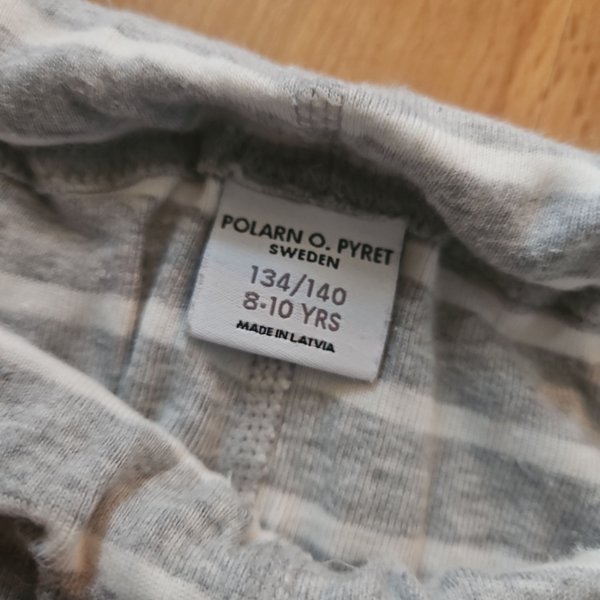 POLARN O. PYRET
SWEDEN
134/140
8-10 YRS
MADE IN LATVIA